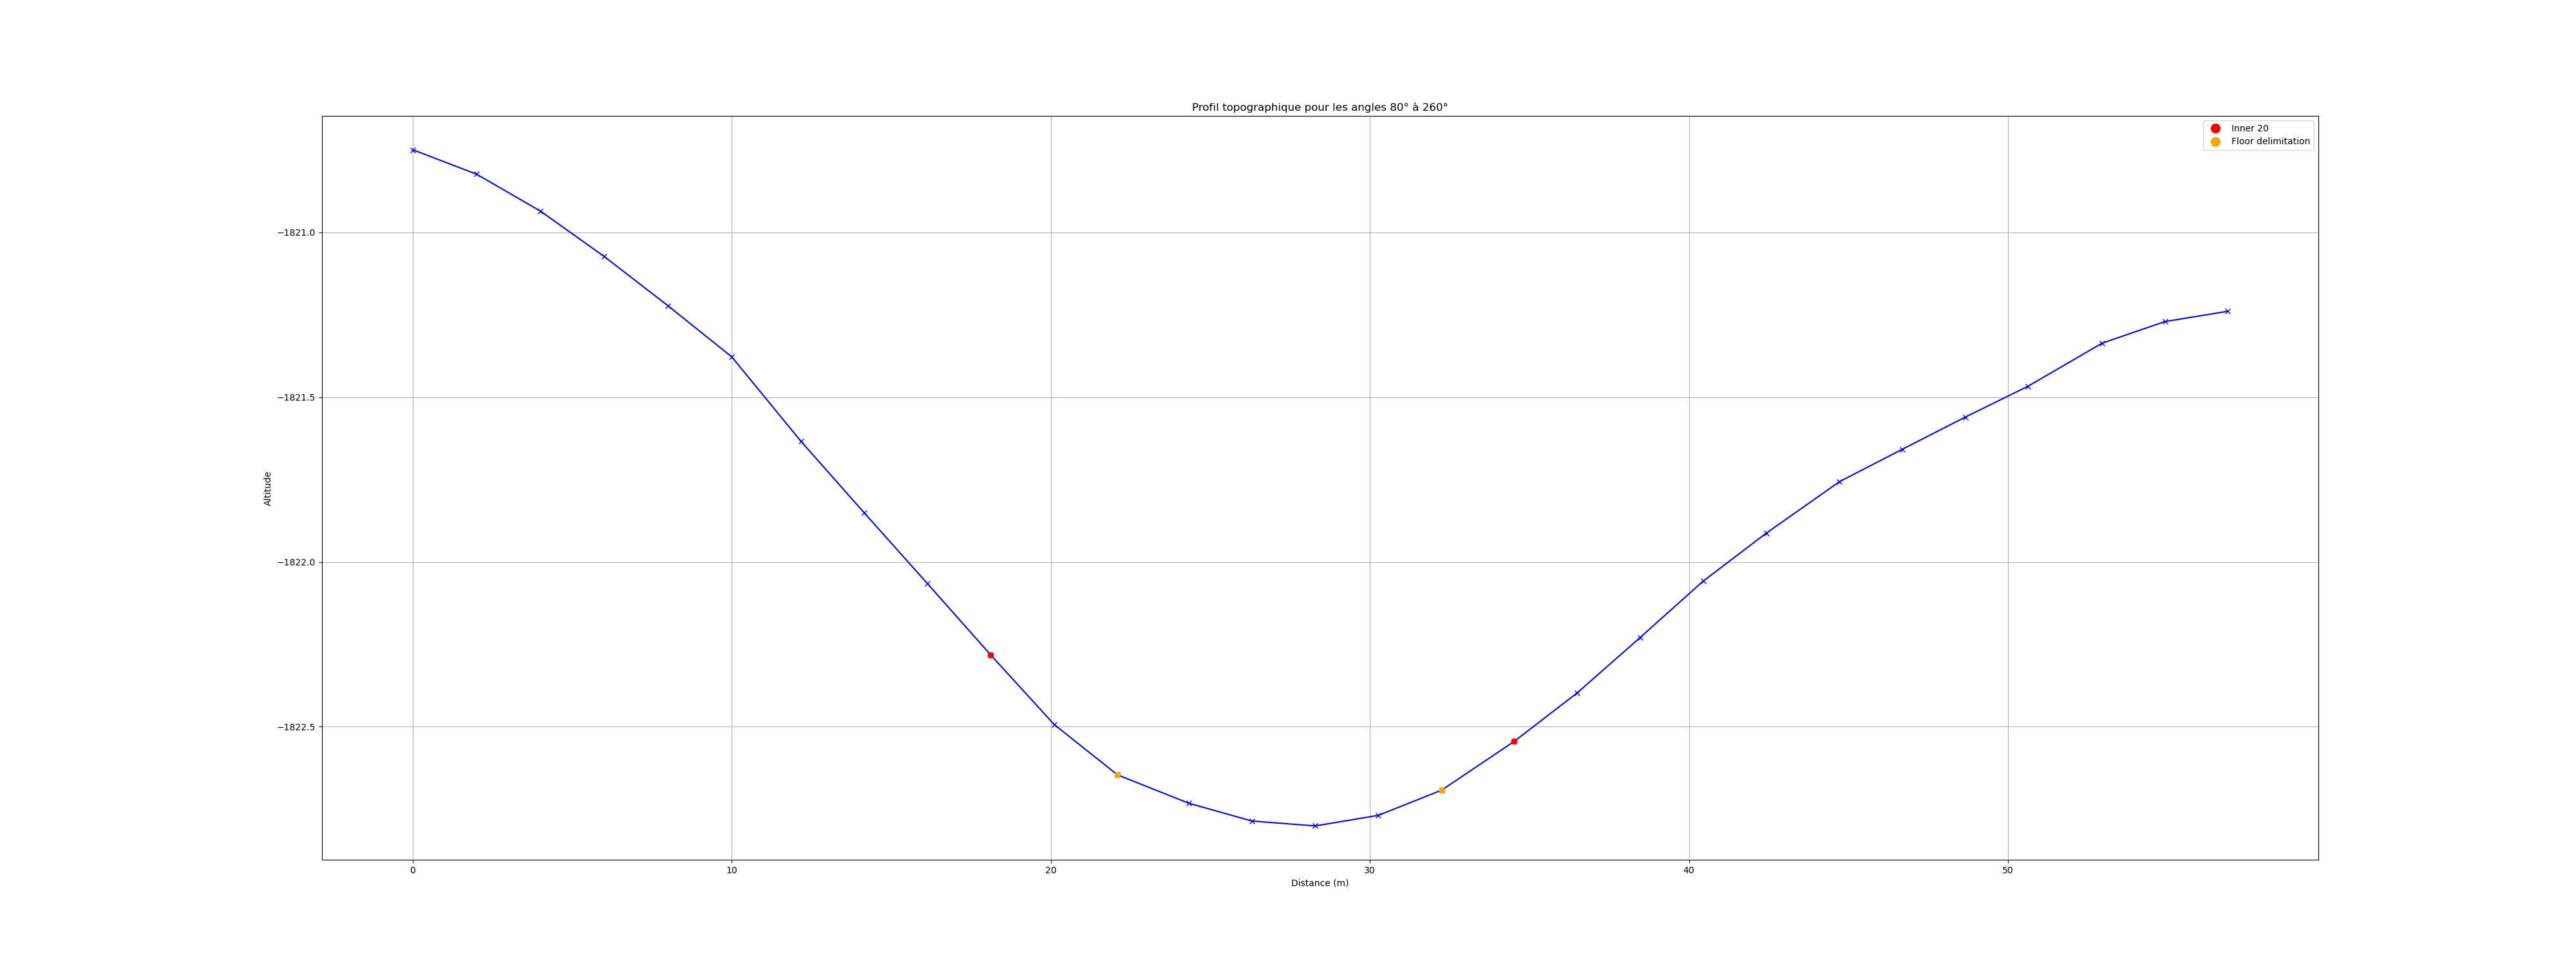 Profil topographique pour les angles 80° à 260°
Inner 20
Floor delimitation
−1821.0
−1821.5
−1822.0
−1822.5
Altitude
0 10 20 30 40 50
Distance (m)